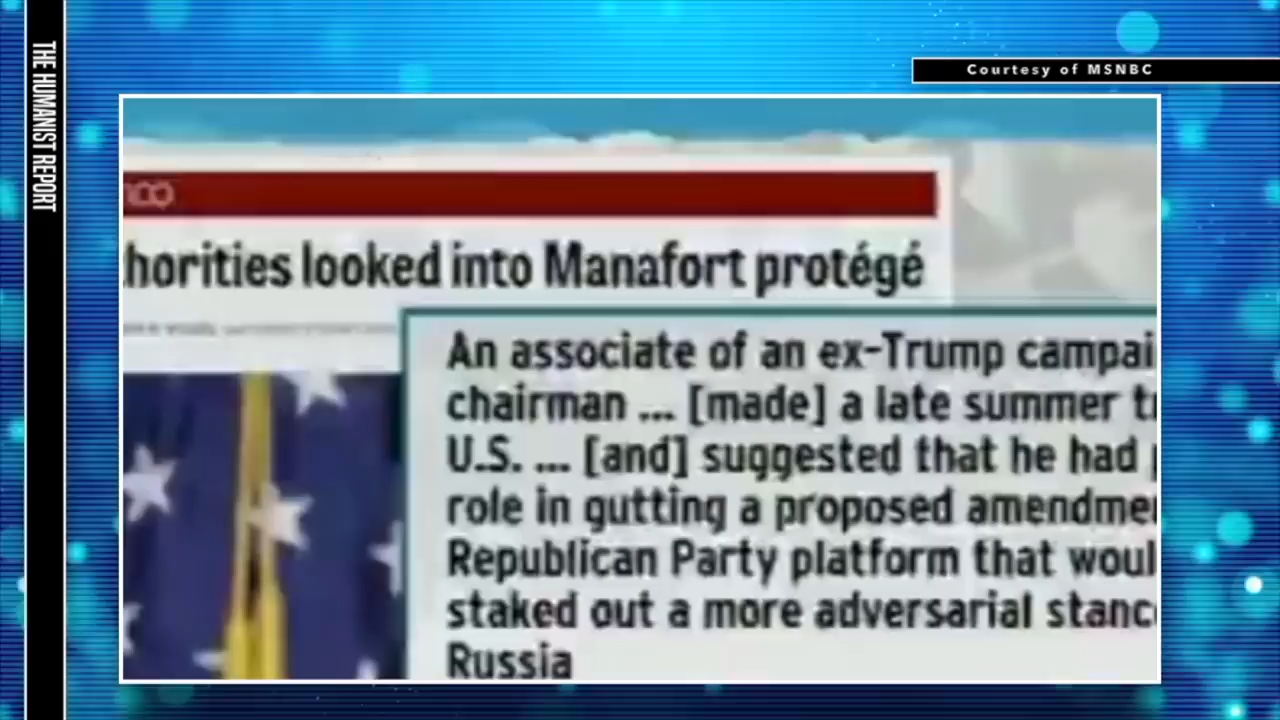 THE HUMANIST REPORT
Courtesy of MSNBC
horities looked into Manafort protégé
An associate of an ex-Trump campai
chairman ... [made] a late summer t
U.S. ... [and] suggested that he had
role in gutting a proposed amendme
Republican Party platform that woul
staked out a more adversarial stanc
Russia